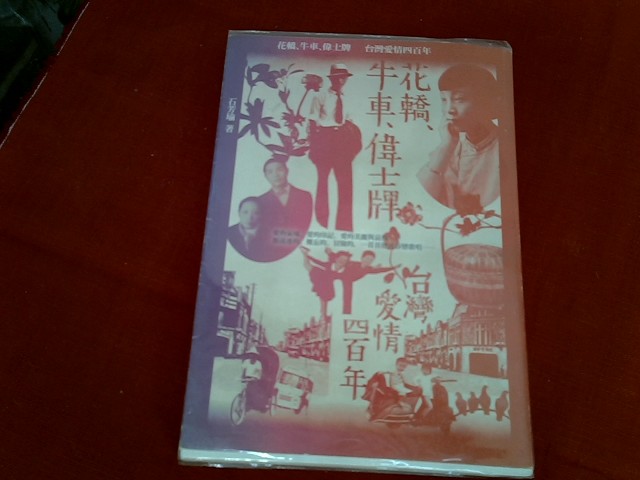 花轎、牛車、偉士牌 台灣愛情四百年
花轎、
牛車、
偉士牌
台灣
愛情
四百年
石芳瑜 著